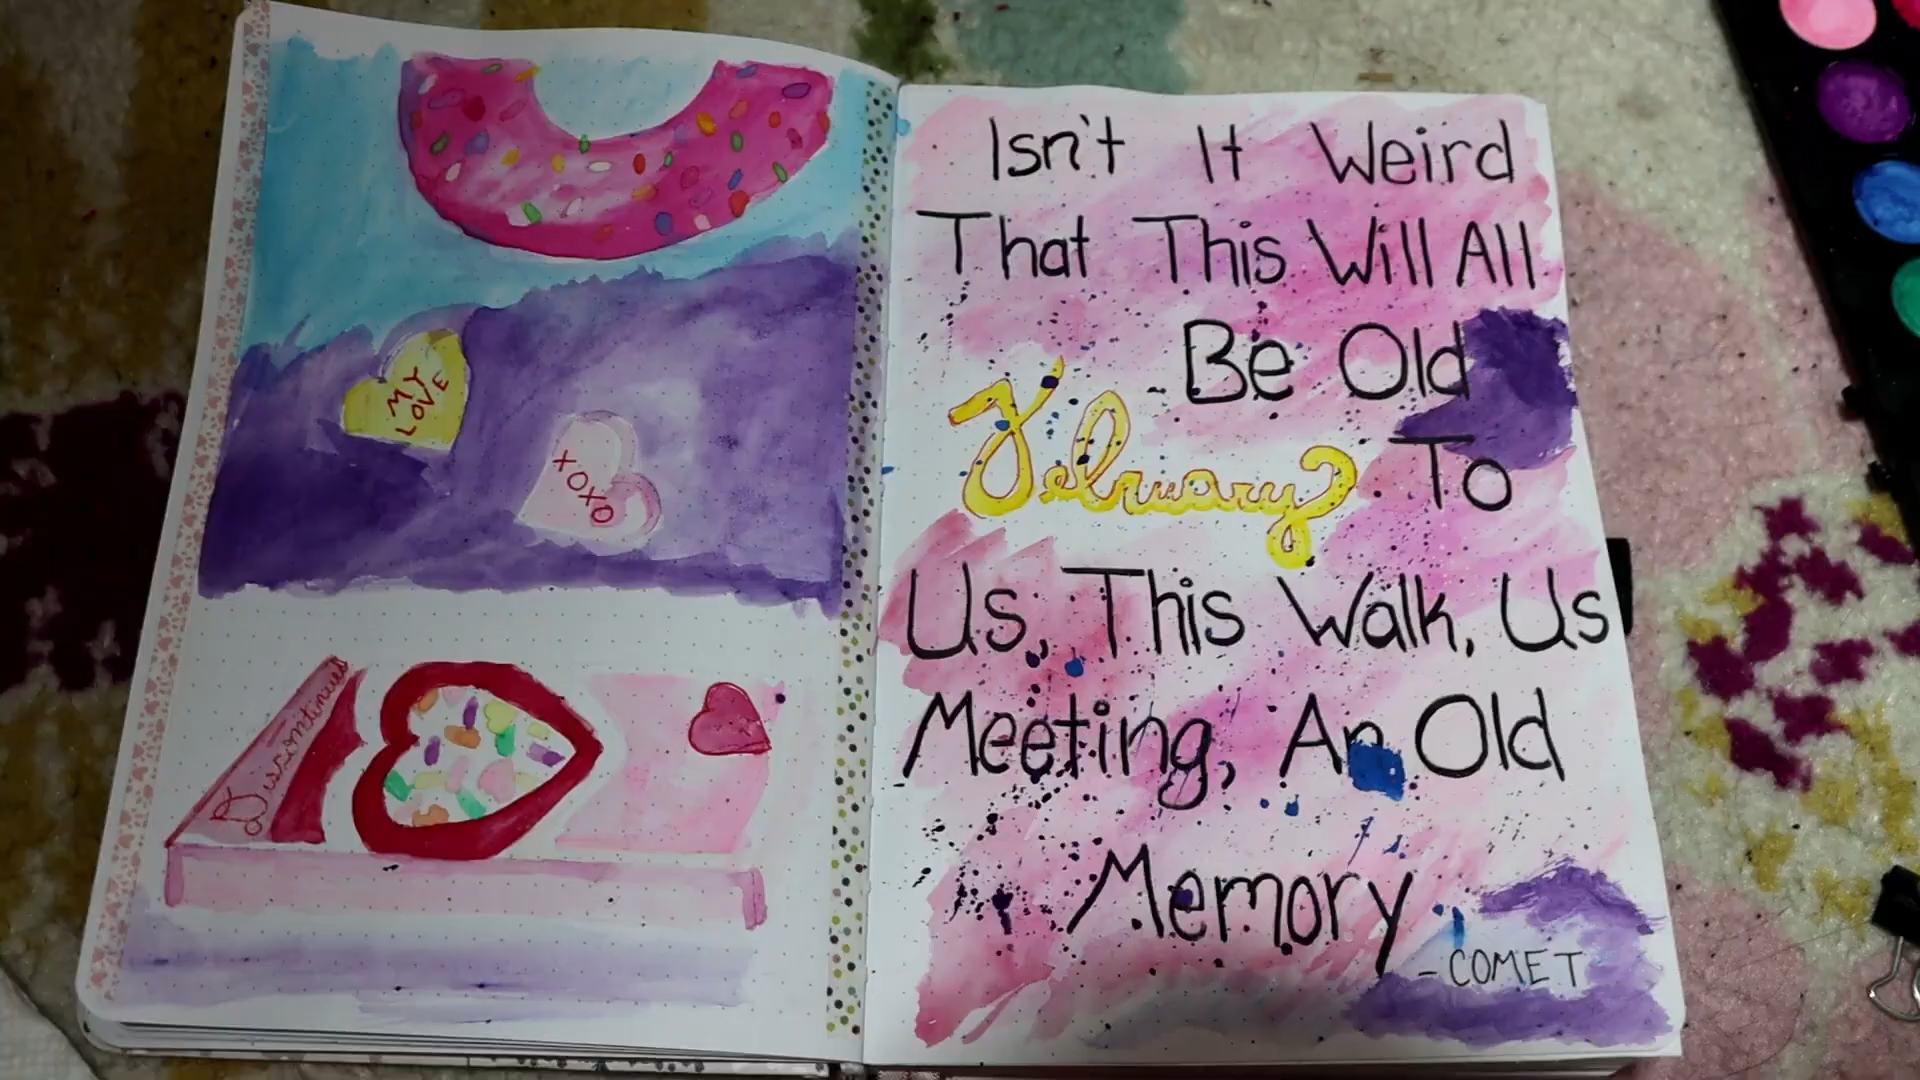 MY
LOVE
XOXO
Isn't It Weird
That This Will All
Be Old
February To
Us, This Walk, Us
Meeting, An Old
Memory
- COMET